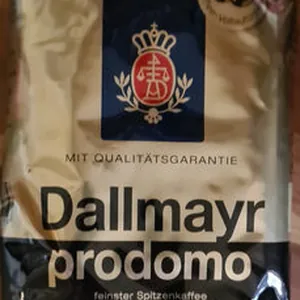 MIT QUALITÄTSGARANTIE
Dallmayr
prodomo
feinster Spitzenkaffee